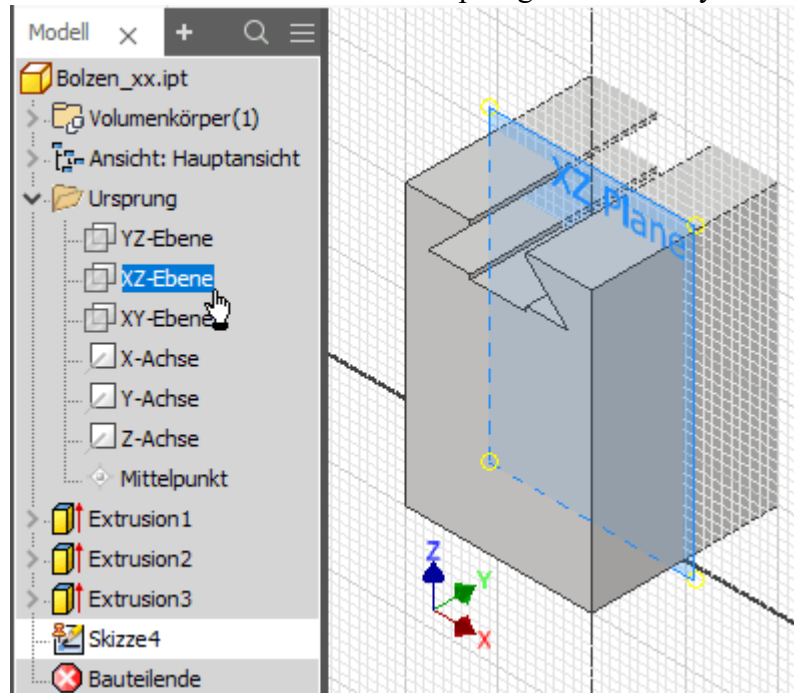 Modell
Bolzen_xx.ipt
Volumenkörper(1)
Ansicht: Hauptansicht
Ursprung
YZ-Ebene
XZ-Ebene
XY-Ebene
X-Achse
Y-Achse
Z-Achse
Mittelpunkt
Extrusion1
Extrusion2
Extrusion3
Skizze4
Bauteilende
XZ Plane
Z
Y
X